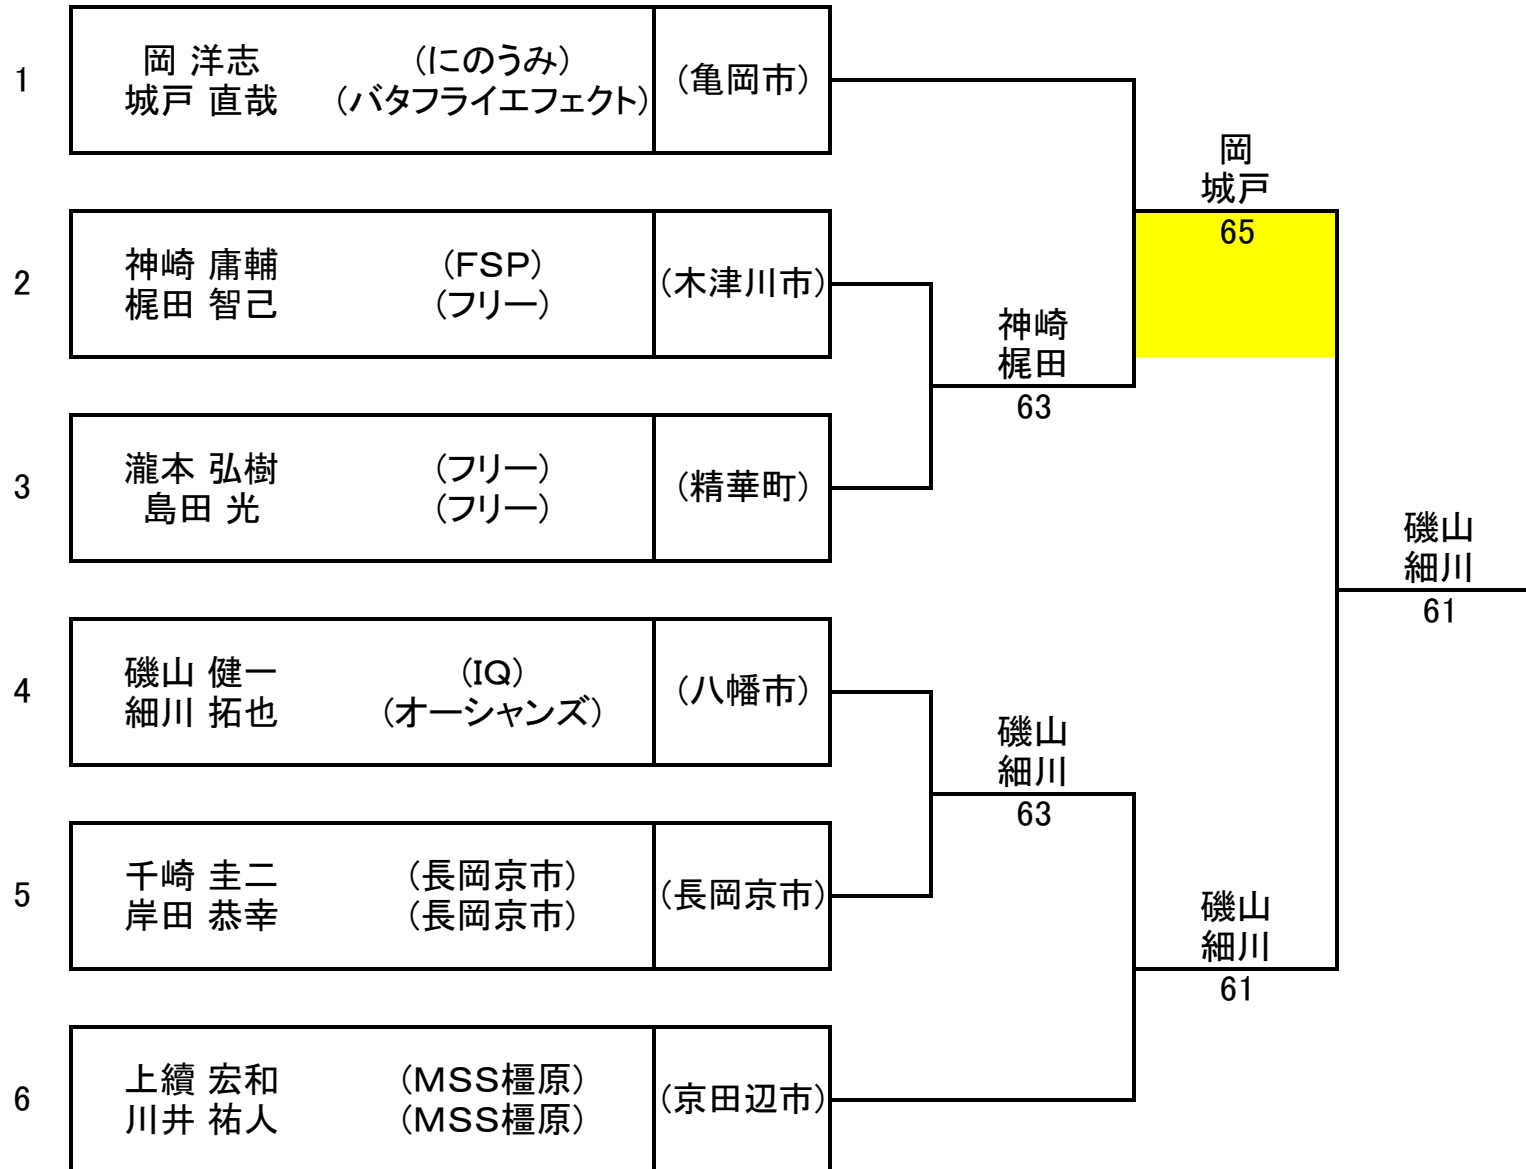 1
岡 洋志 (にのうみ)
城戸 直哉 (バタフライエフェクト)
(亀岡市)
岡
城戸
65
2
神崎 庸輔 (FSP)
梶田 智己 (フリー)
(木津川市)
神崎
梶田
63
3
瀧本 弘樹 (フリー)
島田 光 (フリー)
(精華町)
磯山
細川
61
4
磯山 健一 (IQ)
細川 拓也 (オーシャンズ)
(八幡市)
磯山
細川
63
5
千崎 圭二 (長岡京市)
岸田 恭幸 (長岡京市)
(長岡京市)
磯山
細川
61
6
上續 宏和 (MSS橿原)
川井 祐人 (MSS橿原)
(京田辺市)